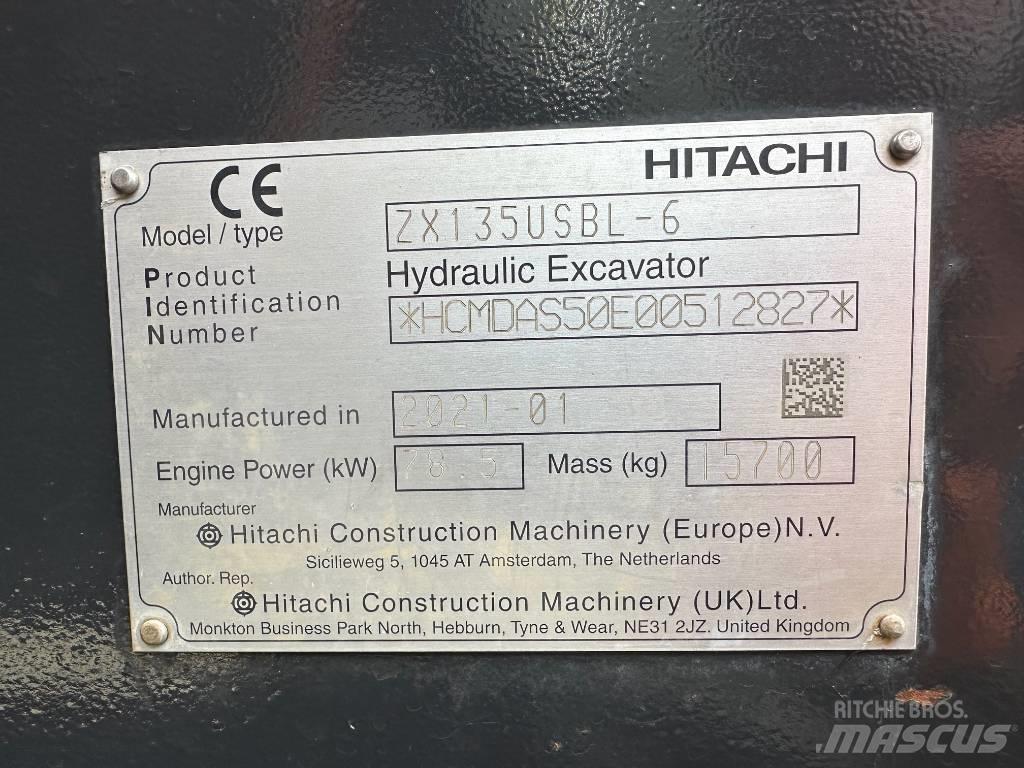 CE HITACHI
Model / type ZX135USBL-6
Product Hydraulic Excavator
Identification
Number *HCMDAS50E00512827*
Manufactured in 2021-01
Engine Power (kW) 78.5 Mass (kg) 15700
Manufacturer
Hitachi Construction Machinery (Europe) N.V.
Sicilieweg 5, 1045 AT Amsterdam, The Netherlands
Author. Rep.
Hitachi Construction Machinery (UK) Ltd.
Monkton Business Park North, Hebburn, Tyne & Wear, NE31 2JZ. United Kingdom
RITCHIE BROS.
MASCUS